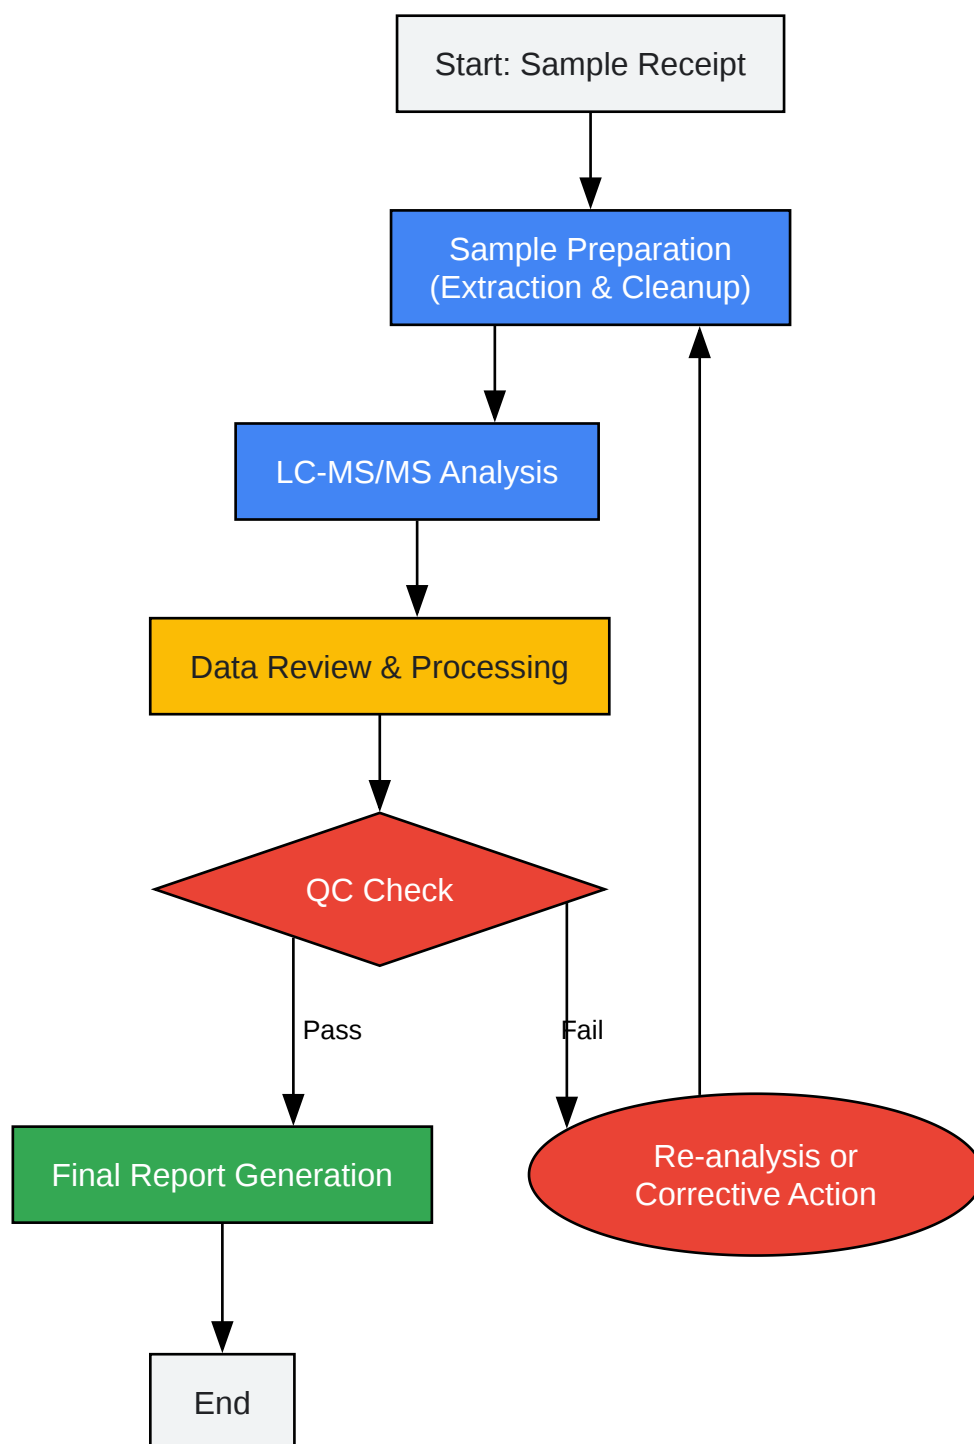 Start: Sample Receipt
Sample Preparation
(Extraction & Cleanup)
LC-MS/MS Analysis
Data Review & Processing
QC Check
Pass
Fail
Final Report Generation
Re-analysis or
Corrective Action
End